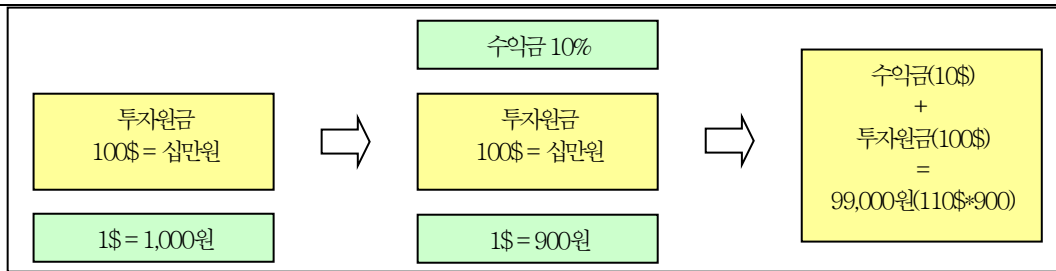 투자원금
100$ = 십만원
1$ = 1,000원
수익금 10%
투자원금
100$ = 십만원
1$ = 900원
수익금(10$)
+
투자원금(100$)
=
99,000원(110$*900)